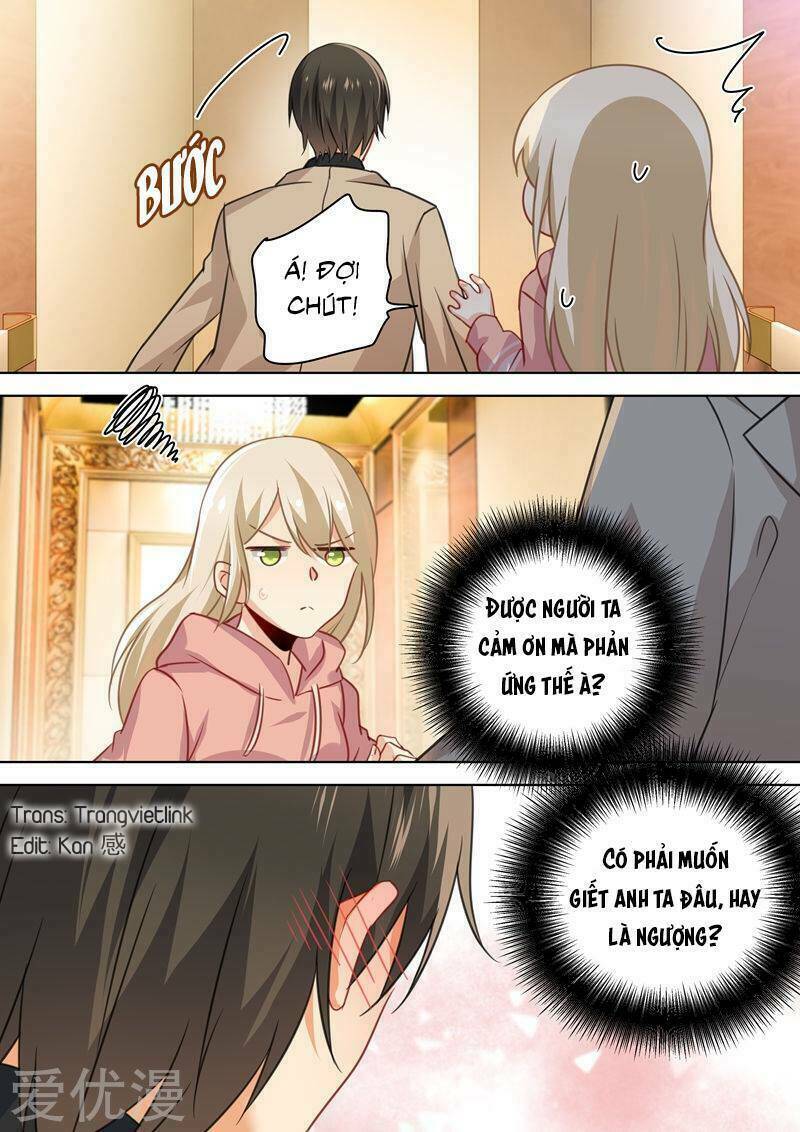 BƯỚC
Á! ĐỢI
CHÚT!
ĐƯỢC NGƯỜI TA
CẢM ƠN MÀ PHẢN
ỨNG THẾ À?
Trans: Trangvietlink
Edit: Kan 感
CÓ PHẢI MUỐN
GIẾT ANH TA ĐÂU, HAY
LÀ NGƯỢNG?
爱优漫